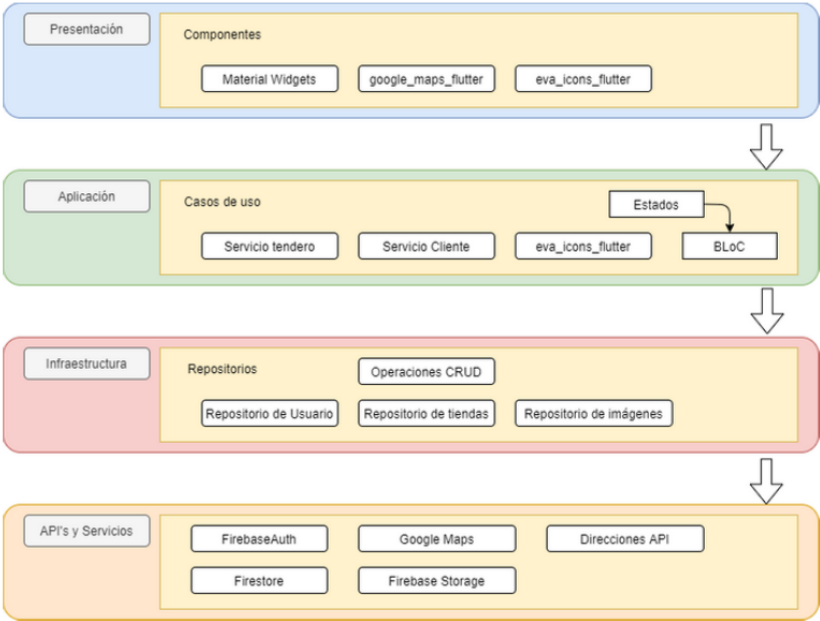 Presentación
Componentes
Material Widgets
google_maps_flutter
eva_icons_flutter
Aplicación
Casos de uso
Estados
Servicio tendero
Servicio Cliente
eva_icons_flutter
BLoC
Infraestructura
Repositorios
Operaciones CRUD
Repositorio de Usuario
Repositorio de tiendas
Repositorio de imágenes
API's y Servicios
FirebaseAuth
Google Maps
Direcciones API
Firestore
Firebase Storage